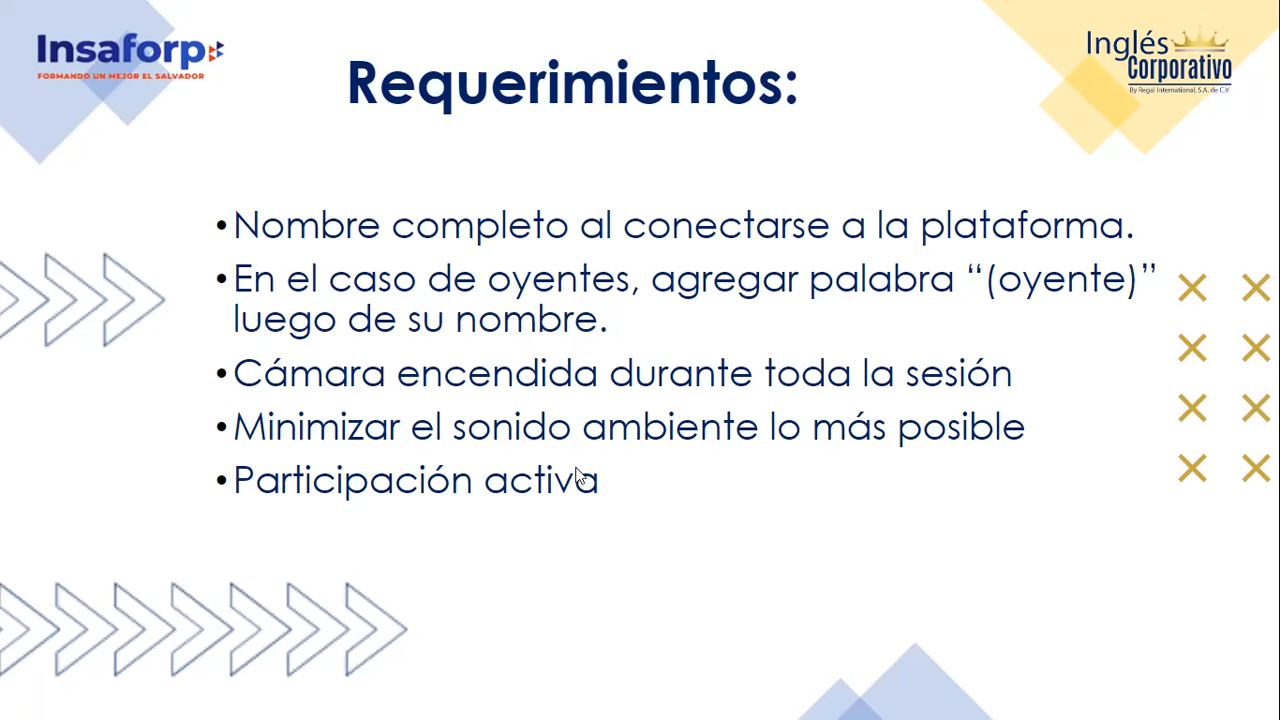 Insaforp
FORMANDO UN MEJOR EL SALVADOR
Inglés
Corporativo
By Regal International, S.A. de C.V
Requerimientos:
•Nombre completo al conectarse a la plataforma.
•En el caso de oyentes, agregar palabra “(oyente)”
luego de su nombre.
•Cámara encendida durante toda la sesión
•Minimizar el sonido ambiente lo más posible
•Participación activa